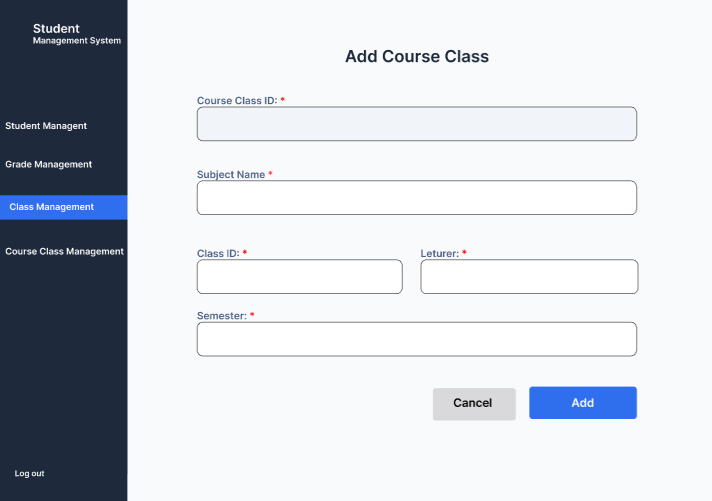 Student
Management System
Student Managent
Grade Management
Class Management
Course Class Management
Log out
Add Course Class
Course Class ID: *
Subject Name *
Class ID: *
Leturer: *
Semester: *
Cancel
Add